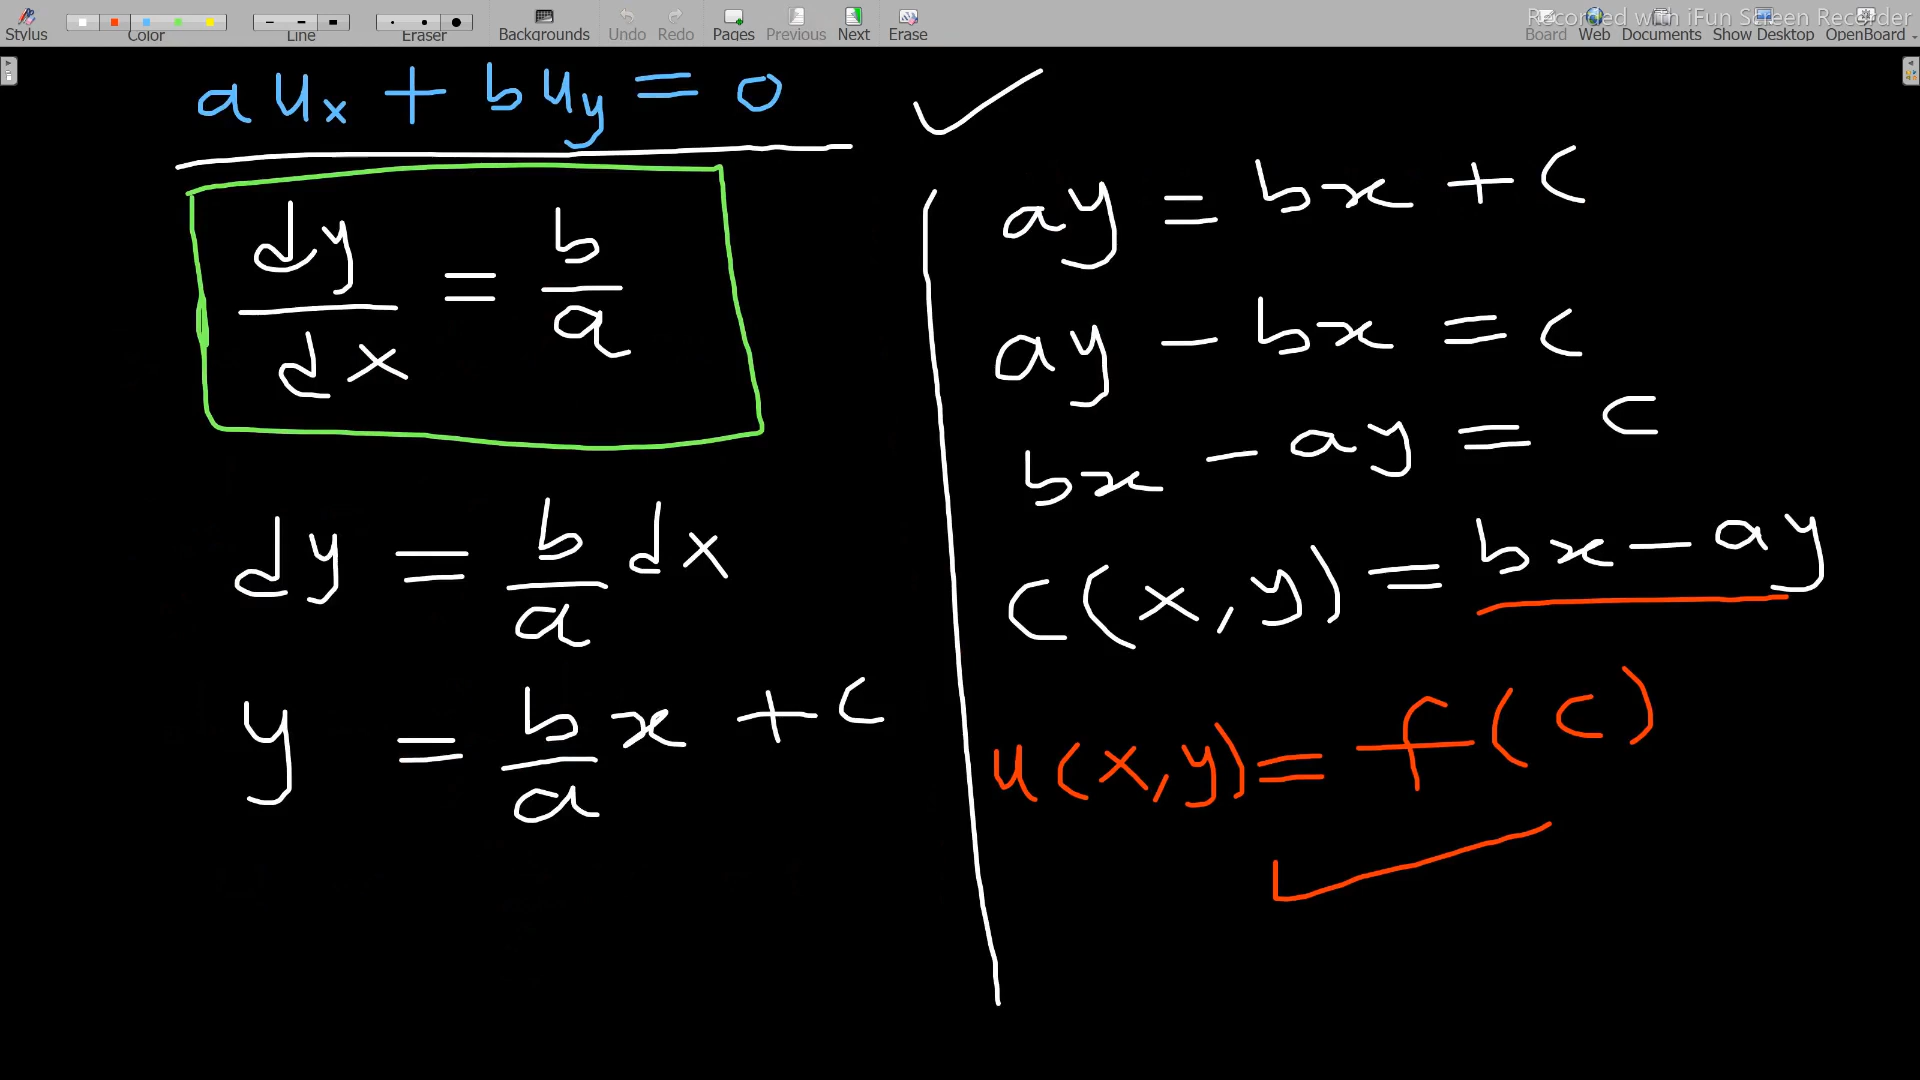 Recorded with iFun Screen Recorder
Stylus Color Line Eraser Backgrounds Undo Redo Pages Previous Next Erase Board Web Documents Show Desktop OpenBoard
a u_x + b u_y = 0
dy/dx = b/a
dy = b/a dx
y = b/a x + c
ay = bx + c
ay - bx = c
bx - ay = c
c(x, y) = bx - ay
u(x, y) = f(c)